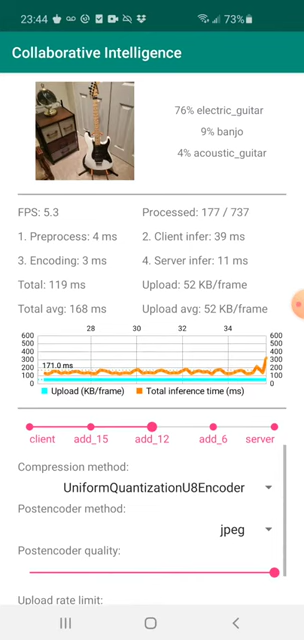 23:44 73%
Collaborative Intelligence
76% electric_guitar
9% banjo
4% acoustic_guitar
FPS: 5.3 Processed: 177 / 737
1. Preprocess: 4 ms 2. Client infer: 39 ms
3. Encoding: 3 ms 4. Server infer: 11 ms
Total: 119 ms Upload: 52 KB/frame
Total avg: 168 ms Upload avg: 52 KB/frame
28 30 32 34
600 600
500 500
400 400
300 300
200 200
171.0 ms
100 100
0 0
Upload (KB/frame) Total inference time (ms)
client add_15 add_12 add_6 server
Compression method:
UniformQuantizationU8Encoder
Postencoder method:
jpeg
Postencoder quality:
Upload rate limit: